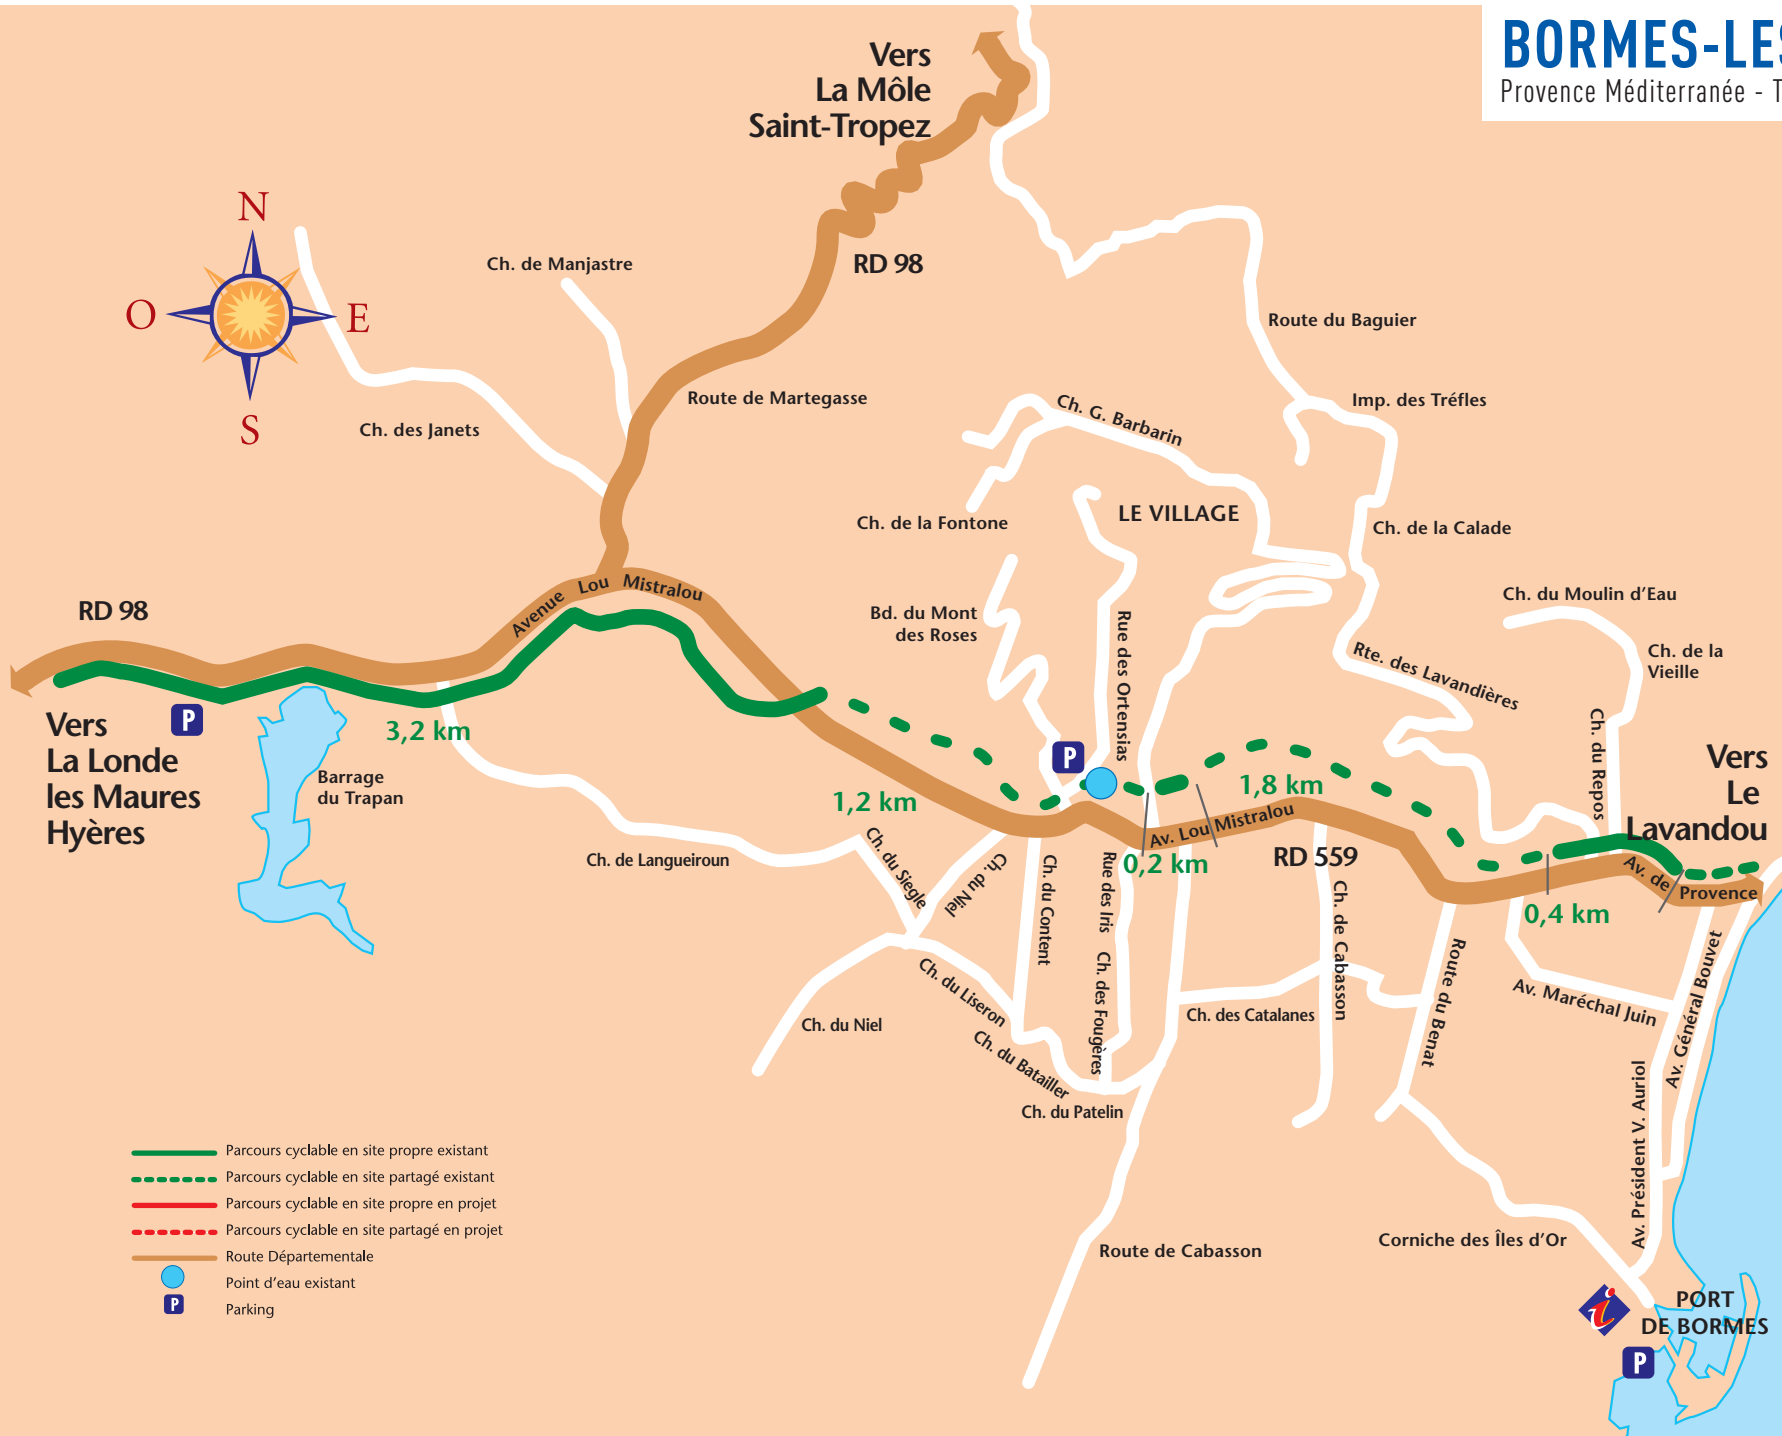 BORMES-LES
Provence Méditerranée - T
Vers
La Môle
Saint-Tropez
N
O
E
S
Ch. de Manjastre
RD 98
Route du Baguier
Route de Martegasse
Imp. des Tréfles
Ch. des Janets
Ch. G. Barbarin
Ch. de la Fontone
LE VILLAGE
Ch. de la Calade
RD 98
Avenue Lou Mistralou
Bd. du Mont
des Roses
Rue des Ortensias
Ch. du Moulin d'Eau
Ch. de la
Vieille
Rte. des Lavandières
Ch. du Repos
P
Vers
La Londe
les Maures
Hyères
3,2 km
Barrage
du Trapan
P
1,2 km
1,8 km
Vers
Le
Lavandou
Av. Lou Mistralou
0,2 km
RD 559
Av. de
Provence
0,4 km
Ch. de Langueiroun
Ch. du Siegle
Ch. du Niel
Ch. du Content
Rue des Iris
Ch. des Fougères
Ch. de Cabasson
Route du Benat
Av. Maréchal Juin
Av. Général Bouvet
Ch. du Liseron
Ch. du Niel
Ch. des Catalanes
Ch. du Batailler
Ch. du Patelin
Av. Président V. Auriol
Parcours cyclable en site propre existant
Parcours cyclable en site partagé existant
Parcours cyclable en site propre en projet
Parcours cyclable en site partagé en projet
Route Départementale
Point d'eau existant
P
Parking
Route de Cabasson
Corniche des Îles d'Or
i
PORT
DE BORMES
P